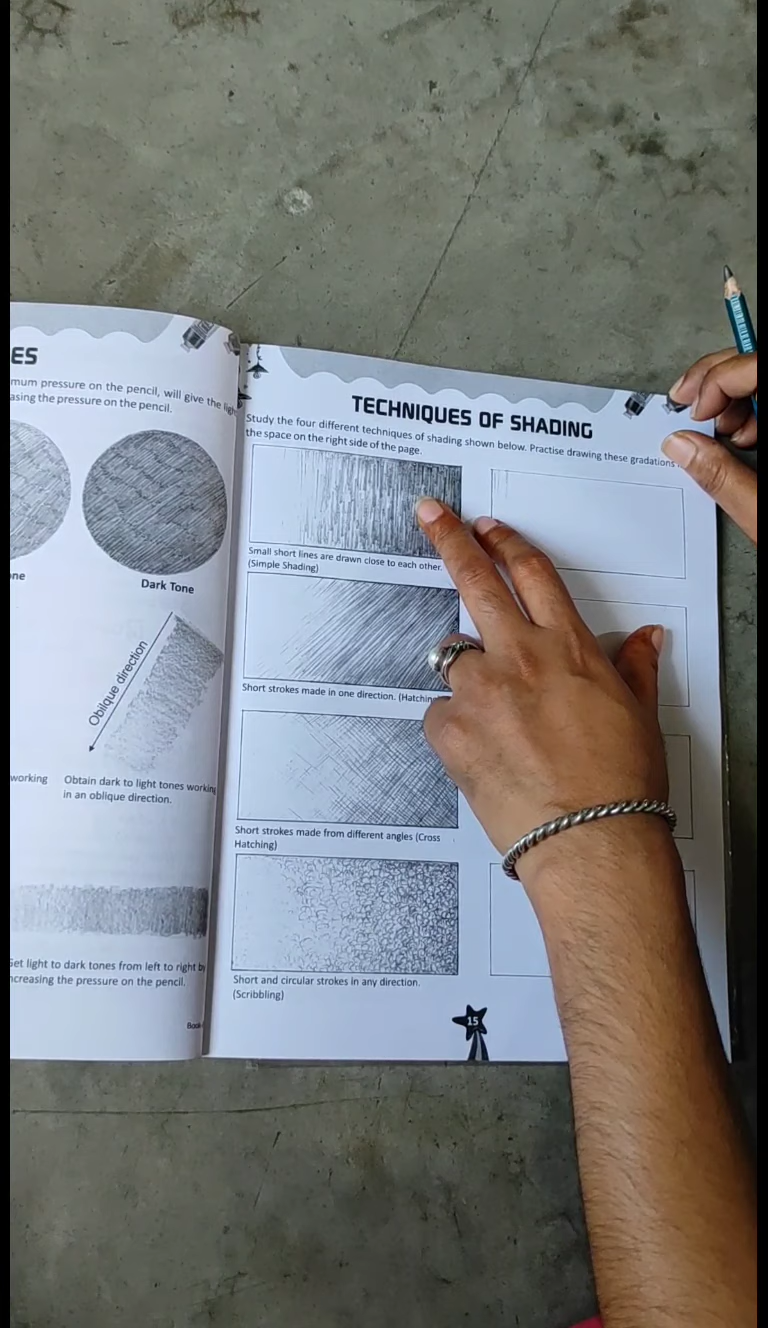 ES
mum pressure on the pencil, will give the
asing the pressure on the pencil.
ne
Dark Tone
Oblique direction
working
Obtain dark to light tones working
in an oblique direction.
Get light to dark tones from left to right by
ncreasing the pressure on the pencil.
Book
TECHNIQUES OF SHADING
Study the four different techniques of shading shown below. Practise drawing these gradations
the space on the right side of the page.
Small short lines are drawn close to each other.
(Simple Shading)
Short strokes made in one direction. (Hatchin
Short strokes made from different angles (Cross
Hatching)
Short and circular strokes in any direction.
(Scribbling)
15